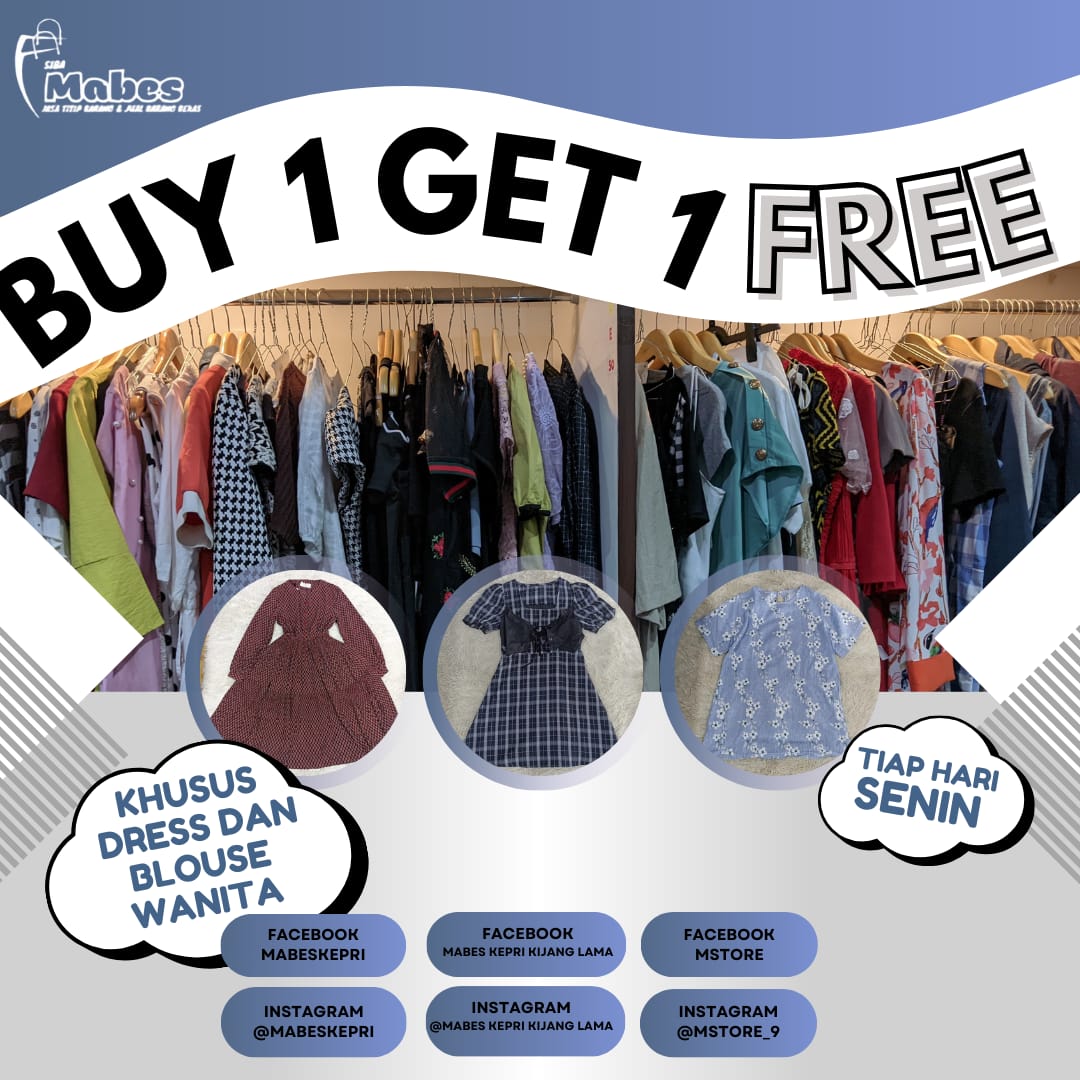 SIBA
Mabes
JASA TITIP BARANG & JUAL BARANG BEKAS
BUY 1 GET 1 FREE
KHUSUS
DRESS DAN
BLOUSE
WANITA
TIAP HARI
SENIN
FACEBOOK
MABESKEPRI
FACEBOOK
MABES KEPRI KIJANG LAMA
FACEBOOK
MSTORE
INSTAGRAM
@MABESKEPRI
INSTAGRAM
@MABES KEPRI KIJANG LAMA
INSTAGRAM
@MSTORE_9